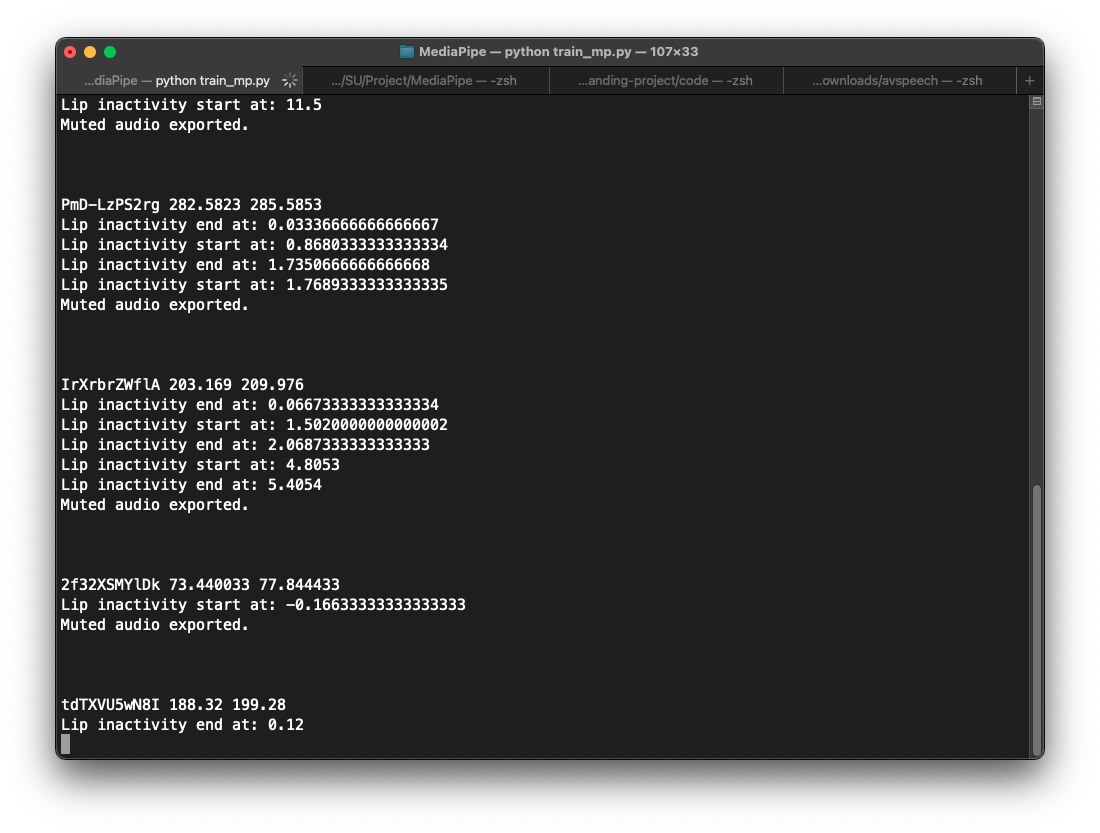 MediaPipe — python train_mp.py — 107×33
...diaPipe — python train_mp.py
.../SU/Project/MediaPipe — -zsh
...anding-project/code — -zsh
...ownloads/avspeech — -zsh
+
Lip inactivity start at: 11.5
Muted audio exported.
PmD-LzPS2rg 282.5823 285.5853
Lip inactivity end at: 0.03336666666666667
Lip inactivity start at: 0.8680333333333334
Lip inactivity end at: 1.7350666666666668
Lip inactivity start at: 1.7689333333333335
Muted audio exported.
IrXrbrZWflA 203.169 209.976
Lip inactivity end at: 0.06673333333333334
Lip inactivity start at: 1.5020000000000002
Lip inactivity end at: 2.0687333333333333
Lip inactivity start at: 4.8053
Lip inactivity end at: 5.4054
Muted audio exported.
2f32XSMYlDk 73.440033 77.844433
Lip inactivity start at: -0.16633333333333333
Muted audio exported.
tdTXVU5wN8I 188.32 199.28
Lip inactivity end at: 0.12